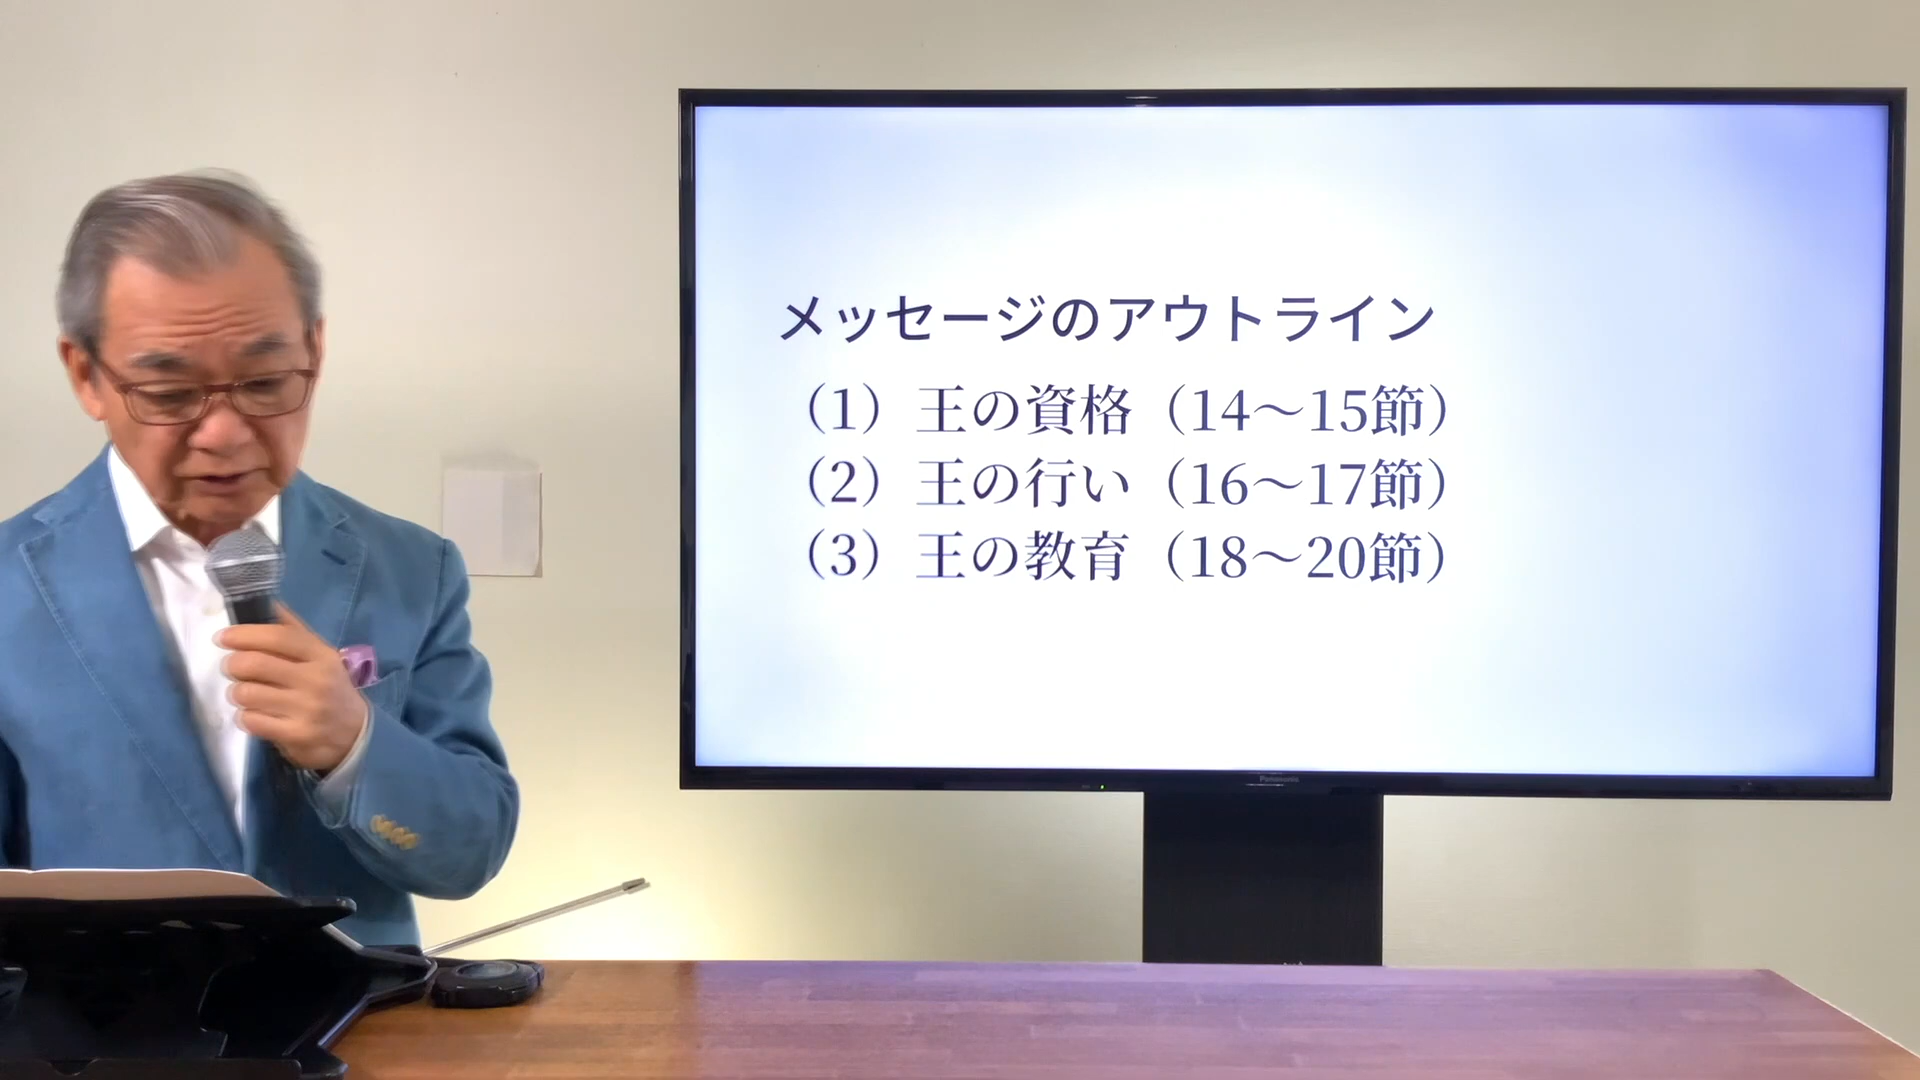 メッセージのアウトライン
（1）王の資格（14〜15節）
（2）王の行い（16〜17節）
（3）王の教育（18〜20節）
Panasonic